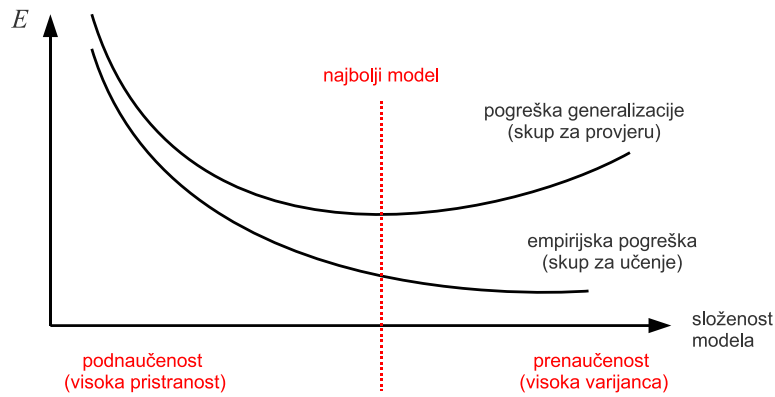 E
najbolji model
pogreška generalizacije
(skup za provjeru)
empirijska pogreška
(skup za učenje)
složenost
modela
podnaučenost
(visoka pristranost)
prenaučenost
(visoka varijanca)